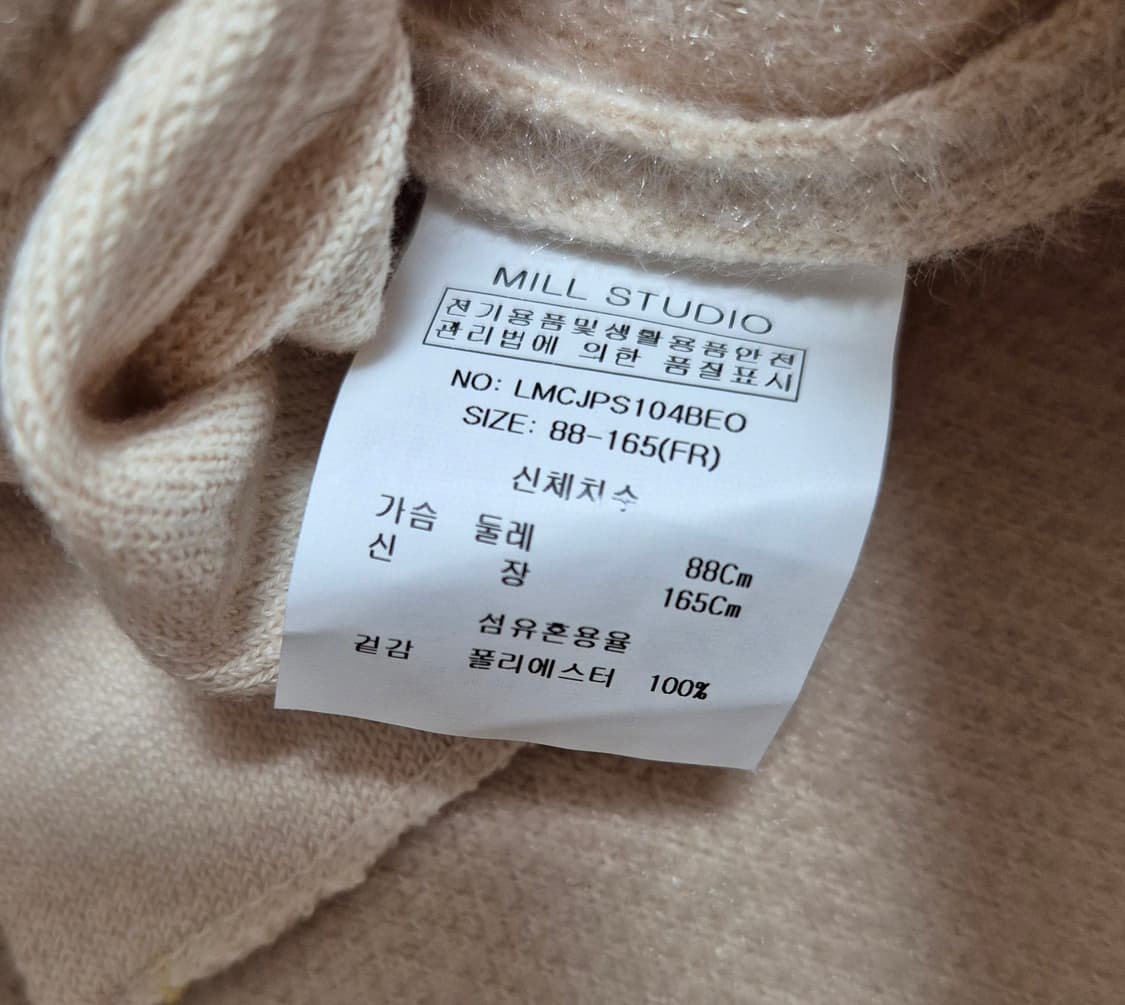 MILL STUDIO
전기용품및생활용품안전
관리법에 의한 품질표시
NO: LMCJPS104BEO
SIZE: 88-165(FR)
신체치수
가슴 둘레 88Cm
신 장 165Cm
섬유혼용율
겉감 폴리에스터 100%